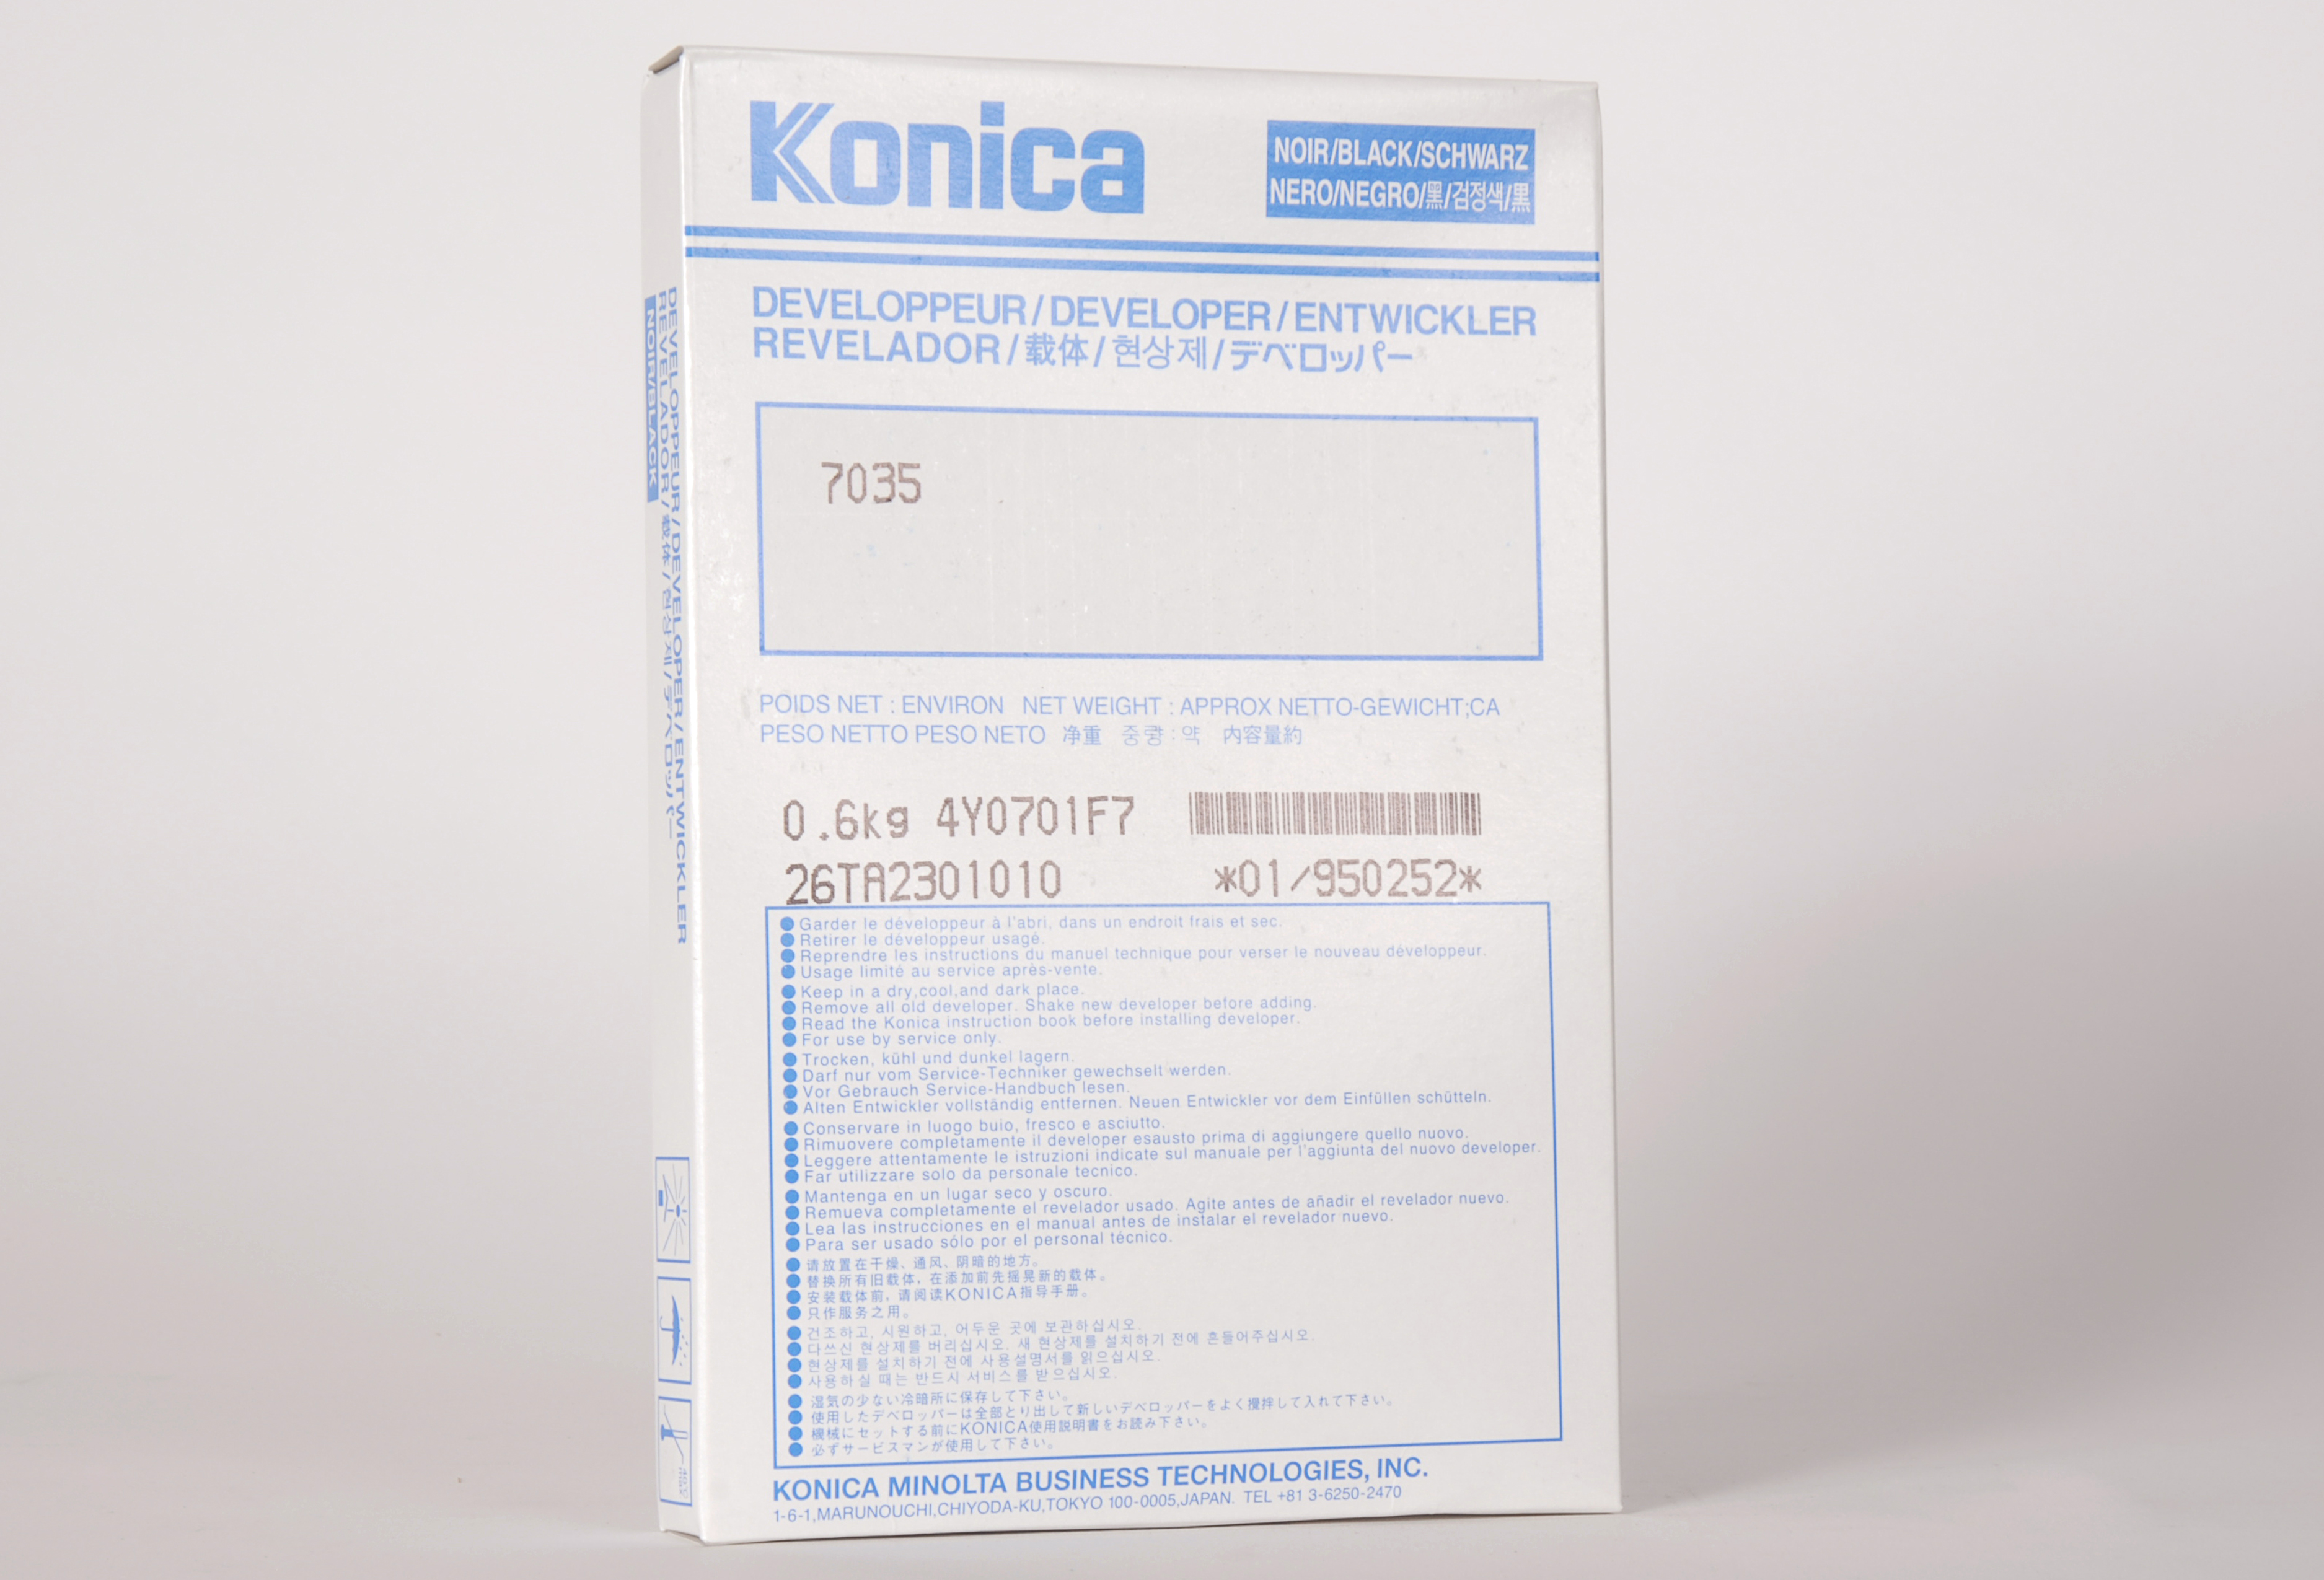 Konica
NOIR/BLACK/SCHWARZ
NERO/NEGRO/黑/검정색/黒
DEVELOPPEUR/DEVELOPER/ENTWICKLER
REVELADOR/载体/현상제/デベロッパー
7035
POIDS NET : ENVIRON NET WEIGHT : APPROX NETTO-GEWICHT;CA
PESO NETTO PESO NETO 净重 중량 : 약 内容量約
0.6kg 4Y0701F7
26TA2301010 *01/950252*
● Garder le développeur à l'abri, dans un endroit frais et sec.
● Retirer le développeur usagé.
● Reprendre les instructions du manuel technique pour verser le nouveau développeur.
● Usage limité au service après-vente.
● Keep in a dry,cool,and dark place.
● Remove all old developer. Shake new developer before adding.
● Read the Konica instruction book before installing developer.
● For use by service only.
● Trocken, kühl und dunkel lagern.
● Darf nur vom Service-Techniker gewechselt werden.
● Vor Gebrauch Service-Handbuch lesen.
● Alten Entwickler vollständig entfernen. Neuen Entwickler vor dem Einfüllen schütteln.
● Conservare in luogo buio, fresco e asciutto.
● Rimuovere completamente il developer esausto prima di aggiungere quello nuovo.
● Leggere attentamente le istruzioni indicate sul manuale per l'aggiunta del nuovo developer.
● Far utilizzare solo da personale tecnico.
● Mantenga en un lugar seco y oscuro.
● Remueva completamente el revelador usado. Agite antes de añadir el revelador nuevo.
● Lea las instrucciones en el manual antes de instalar el revelador nuevo.
● Para ser usado sólo por el personal técnico.
● 请放置在干燥、通风、阴暗的地方。
● 替换所有旧载体，在添加前先摇晃新的载体。
● 安装载体前，请阅读KONICA指导手册。
● 只作服务之用。
● 건조하고, 시원하고, 어두운 곳에 보관하십시오.
● 다쓰신 현상제를 버리십시오. 새 현상제를 설치하기 전에 흔들어주십시오.
● 현상제를 설치하기 전에 사용설명서를 읽으십시오.
● 사용하실 때는 반드시 서비스를 받으십시오.
● 湿気の少ない冷暗所に保存して下さい。
● 使用したデベロッパーは全部とり出して新しいデベロッパーをよく攪拌して入れて下さい。
● 機械にセットする前にKONICA使用説明書をお読み下さい。
● 必ずサービスマンが使用して下さい。
KONICA MINOLTA BUSINESS TECHNOLOGIES, INC.
1-6-1,MARUNOUCHI,CHIYODA-KU,TOKYO 100-0005,JAPAN. TEL +81 3-6250-2470
DEVELOPPEUR/DEVELOPER/ENTWICKLER
REVELADOR/载体/현상제/デベロッパー
NOIR/BLACK